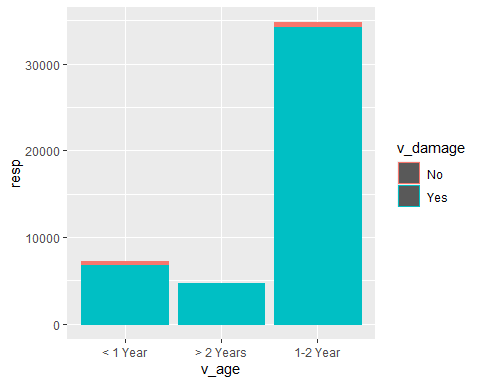 resp
30000
20000
10000
0
< 1 Year
> 2 Years
1-2 Year
v_age
v_damage
No
Yes